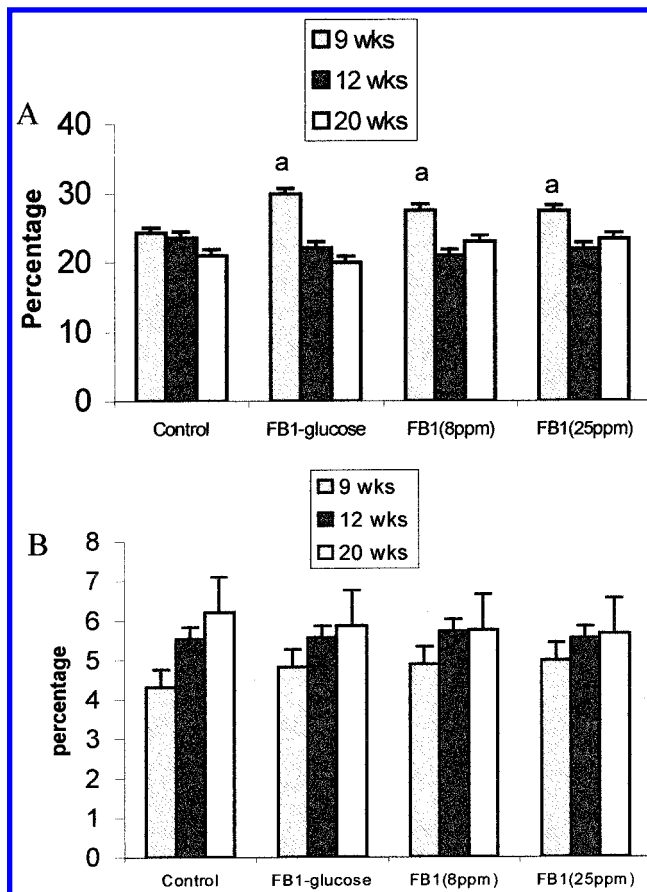 9 wks
12 wks
20 wks
A
40
30
20
10
0
Percentage
a
a
a
Control FB1-glucose FB1(8ppm) FB1(25ppm)
9 wks
12 wks
20 wks
B
8
7
6
5
4
3
2
1
0
percentage
Control FB1-glucose FB1(8ppm) FB1(25ppm)